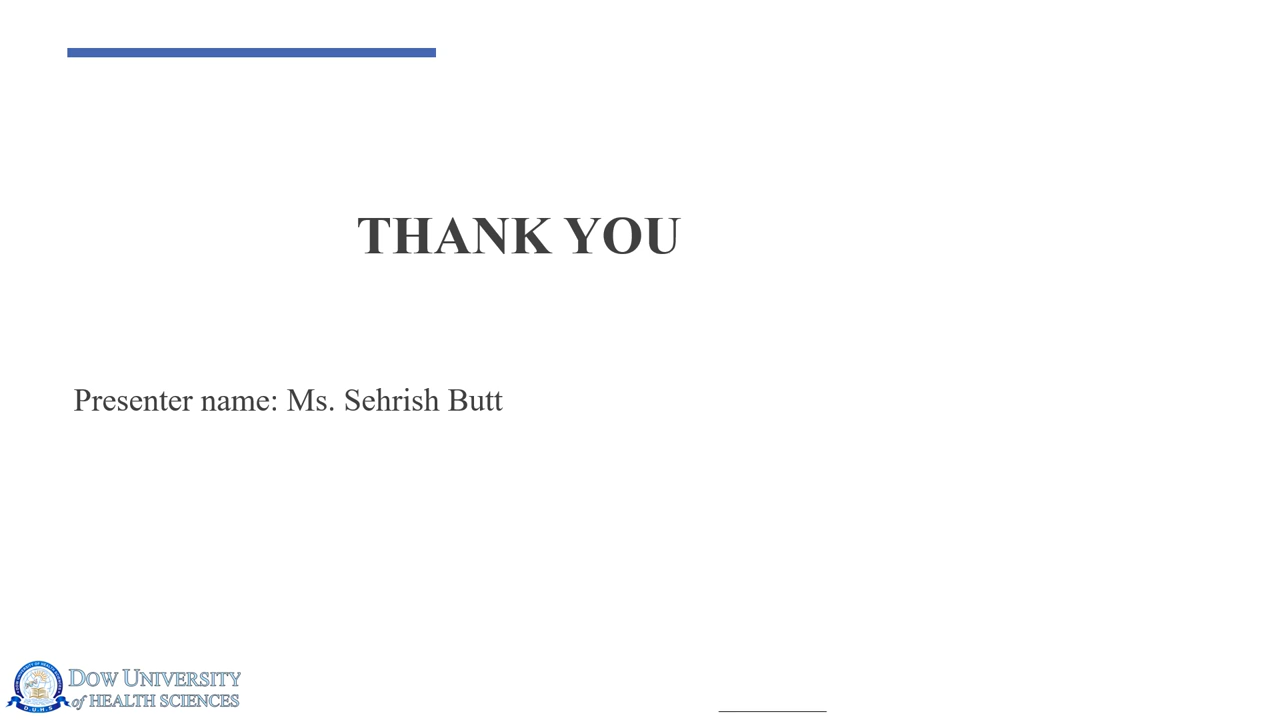 THANK YOU
Presenter name: Ms. Sehrish Butt
DOW UNIVERSITY
of HEALTH SCIENCES
D.U.H.S